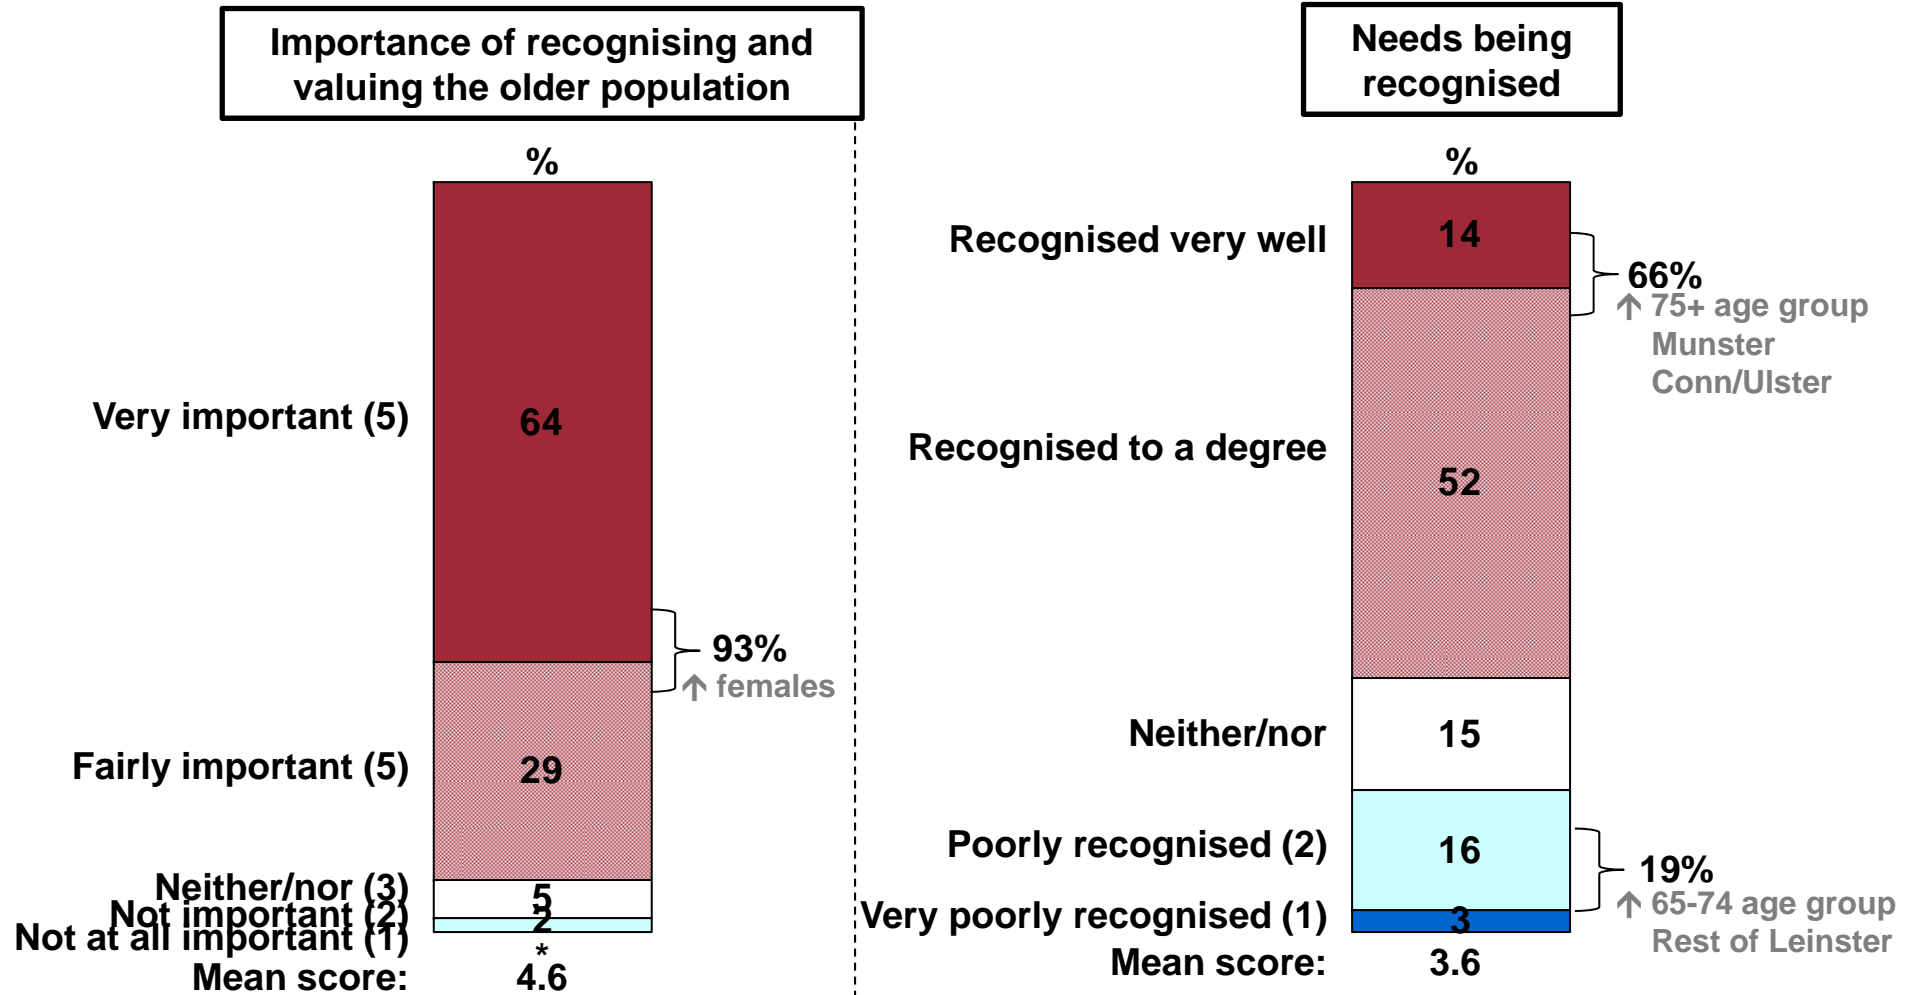 Importance of recognising and
valuing the older population
%
Very important (5)
64
93%
↑ females
Fairly important (5)
29
Neither/nor (3)
5
Not important (2)
2
Not at all important (1)
*
Mean score:
4.6
Needs being
recognised
%
Recognised very well
14
66%
↑ 75+ age group
Munster
Conn/Ulster
Recognised to a degree
52
Neither/nor
15
Poorly recognised (2)
16
19%
↑ 65-74 age group
Rest of Leinster
Very poorly recognised (1)
3
Mean score:
3.6